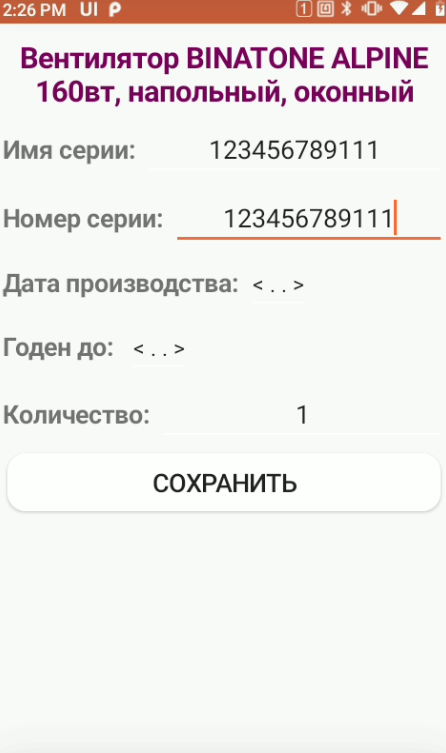 2:26 PM UI P 1
Вентилятор BINATONE ALPINE
160вт, напольный, оконный
Имя серии: 123456789111
Номер серии: 123456789111
Дата производства: < . . >
Годен до: < . . >
Количество: 1
СОХРАНИТЬ